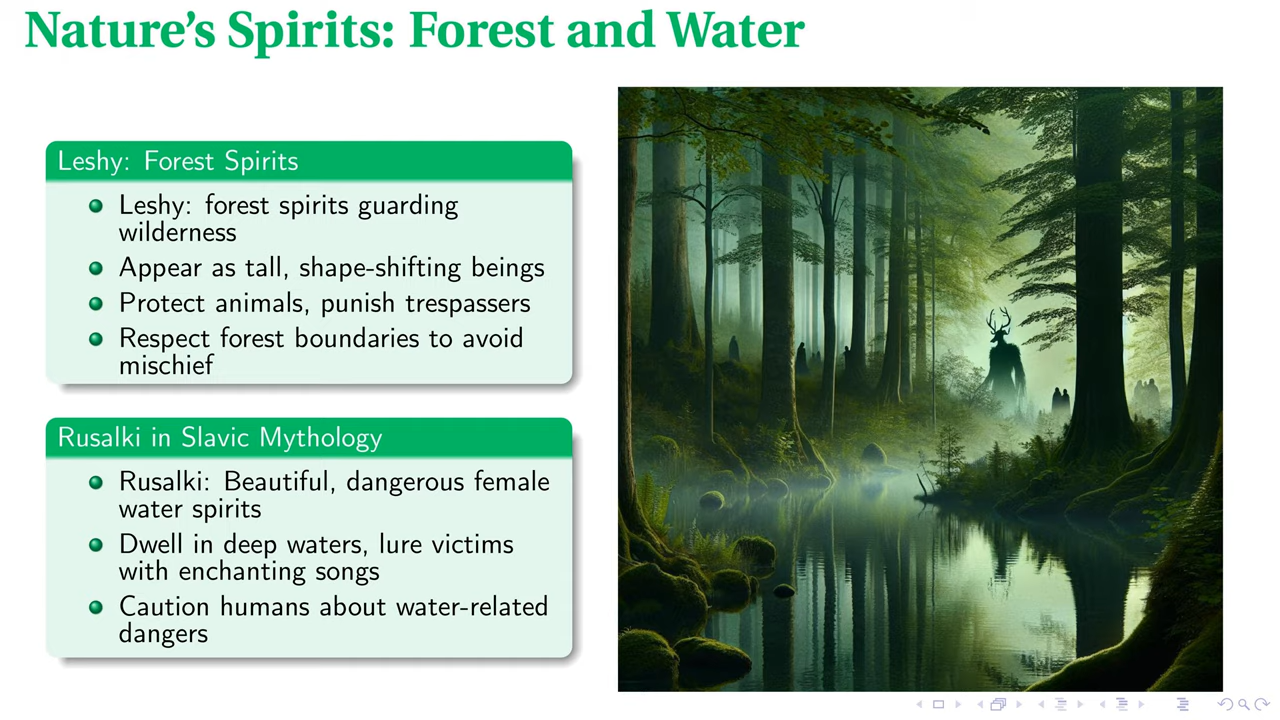 Nature's Spirits: Forest and Water
Leshy: Forest Spirits
Leshy: forest spirits guarding
wilderness
Appear as tall, shape-shifting beings
Protect animals, punish trespassers
Respect forest boundaries to avoid
mischief
Rusalki in Slavic Mythology
Rusalki: Beautiful, dangerous female
water spirits
Dwell in deep waters, lure victims
with enchanting songs
Caution humans about water-related
dangers